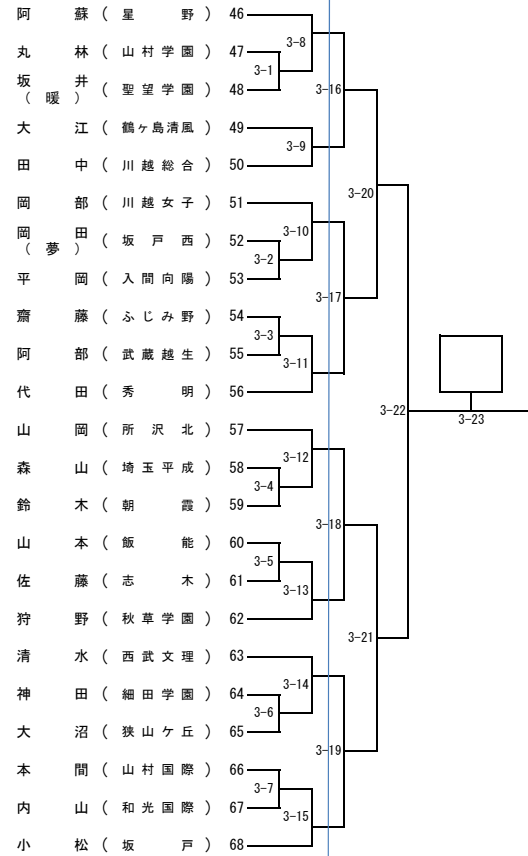 阿蘇(星野) 46
3-8
丸林(山村学園) 47
3-1
坂井(暖)(聖望学園) 48
3-16
大江(鶴ヶ島清風) 49
3-9
田中(川越総合) 50
3-20
岡部(川越女子) 51
3-10
岡田(夢)(坂戸西) 52
3-2
平岡(入間向陽) 53
3-17
齋藤(ふじみ野) 54
3-3
阿部(武蔵越生) 55
3-11
代田(秀明) 56
3-22
3-23
山岡(所沢北) 57
3-12
森山(埼玉平成) 58
3-4
鈴木(朝霞) 59
3-18
山本(飯能) 60
3-5
佐藤(志木) 61
3-13
狩野(秋草学園) 62
3-21
清水(西武文理) 63
3-14
神田(細田学園) 64
3-6
大沼(狭山ケ丘) 65
3-19
本間(山村国際) 66
3-7
内山(和光国際) 67
3-15
小松(坂戸) 68